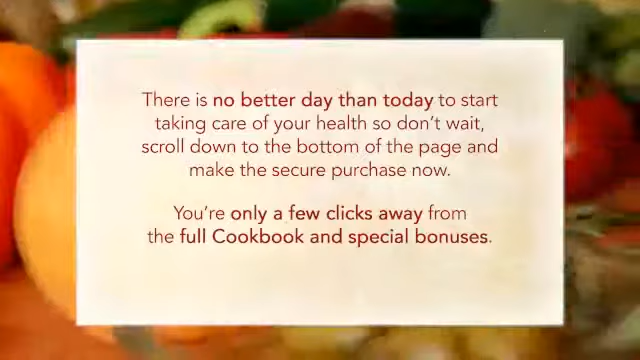 There is no better day than today to start
taking care of your health so don't wait,
scroll down to the bottom of the page and
make the secure purchase now.
You're only a few clicks away from
the full Cookbook and special bonuses.